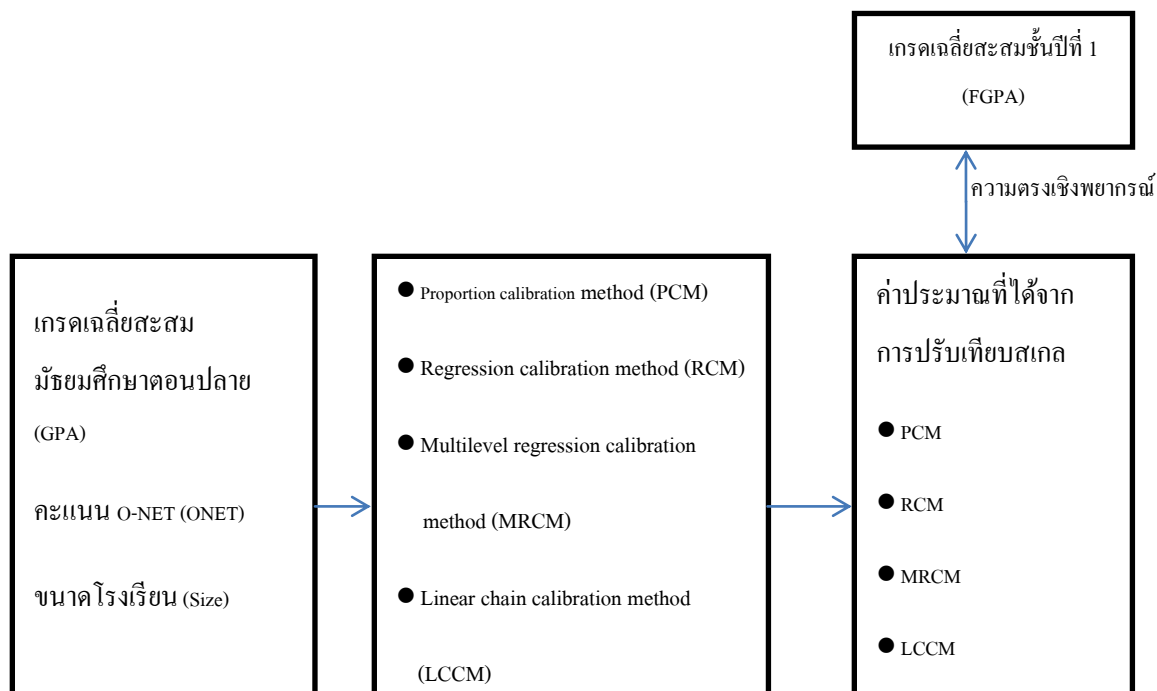 เกรดเฉลี่ยสะสมชั้นปีที่ 1
(FGPA)
ความตรงเชิงพยากรณ์
เกรดเฉลี่ยสะสม
มัธยมศึกษาตอนปลาย
(GPA)
คะแนน O-NET (ONET)
ขนาดโรงเรียน (Size)
● Proportion calibration method (PCM)
● Regression calibration method (RCM)
● Multilevel regression calibration
method (MRCM)
● Linear chain calibration method
(LCCM)
ค่าประมาณที่ได้จาก
การปรับเทียบสเกล
● PCM
● RCM
● MRCM
● LCCM